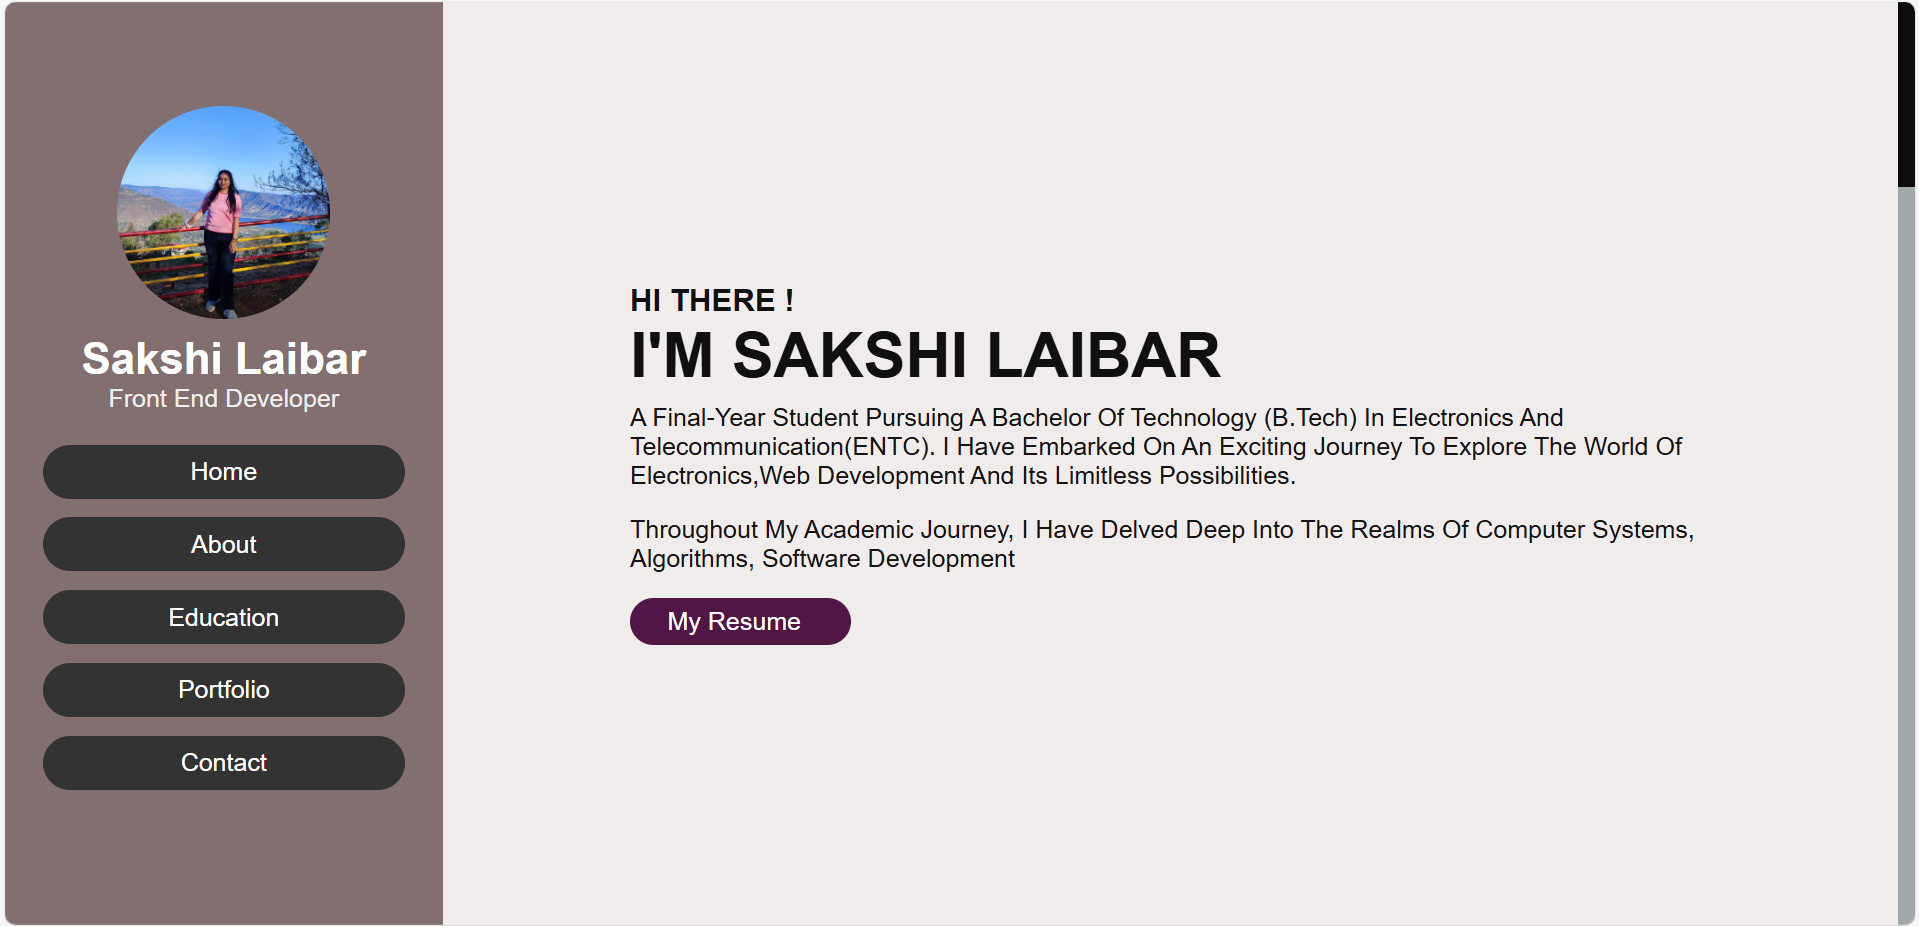 Sakshi Laibar
Front End Developer
Home
About
Education
Portfolio
Contact
HI THERE !
I'M SAKSHI LAIBAR
A Final-Year Student Pursuing A Bachelor Of Technology (B.Tech) In Electronics And
Telecommunication(ENTC). I Have Embarked On An Exciting Journey To Explore The World Of
Electronics,Web Development And Its Limitless Possibilities.
Throughout My Academic Journey, I Have Delved Deep Into The Realms Of Computer Systems,
Algorithms, Software Development
My Resume